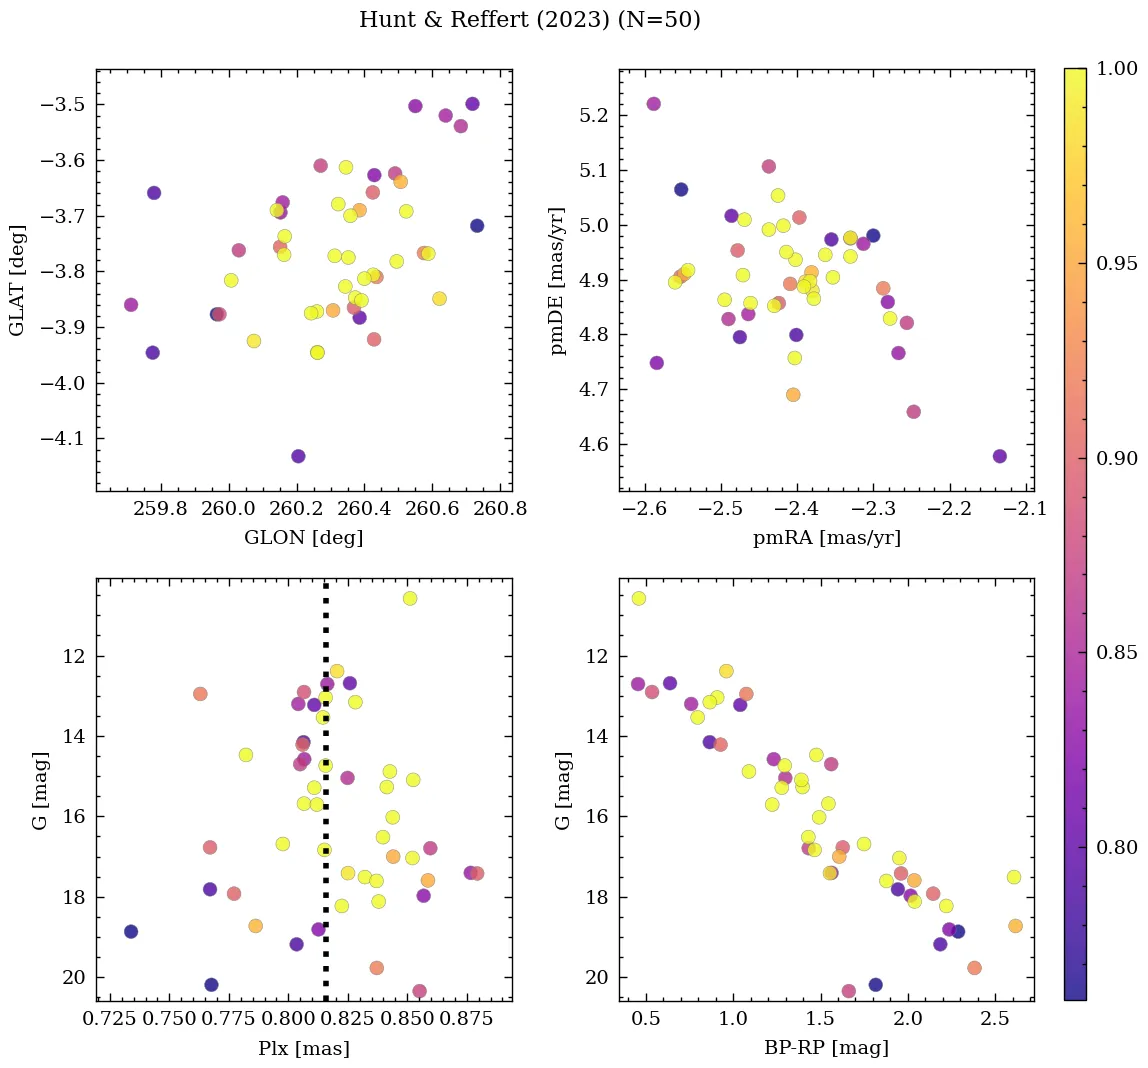 Hunt & Reffert (2023) (N=50)
−3.5
−3.6
−3.7
−3.8
−3.9
−4.0
−4.1
GLAT [deg]
259.8 260.0 260.2 260.4 260.6 260.8
GLON [deg]
5.2
5.1
5.0
4.9
4.8
4.7
4.6
pmDE [mas/yr]
−2.6 −2.5 −2.4 −2.3 −2.2 −2.1
pmRA [mas/yr]
12
14
16
18
20
G [mag]
0.725 0.750 0.775 0.800 0.825 0.850 0.875
Plx [mas]
12
14
16
18
20
G [mag]
0.5 1.0 1.5 2.0 2.5
BP-RP [mag]
1.00
0.95
0.90
0.85
0.80